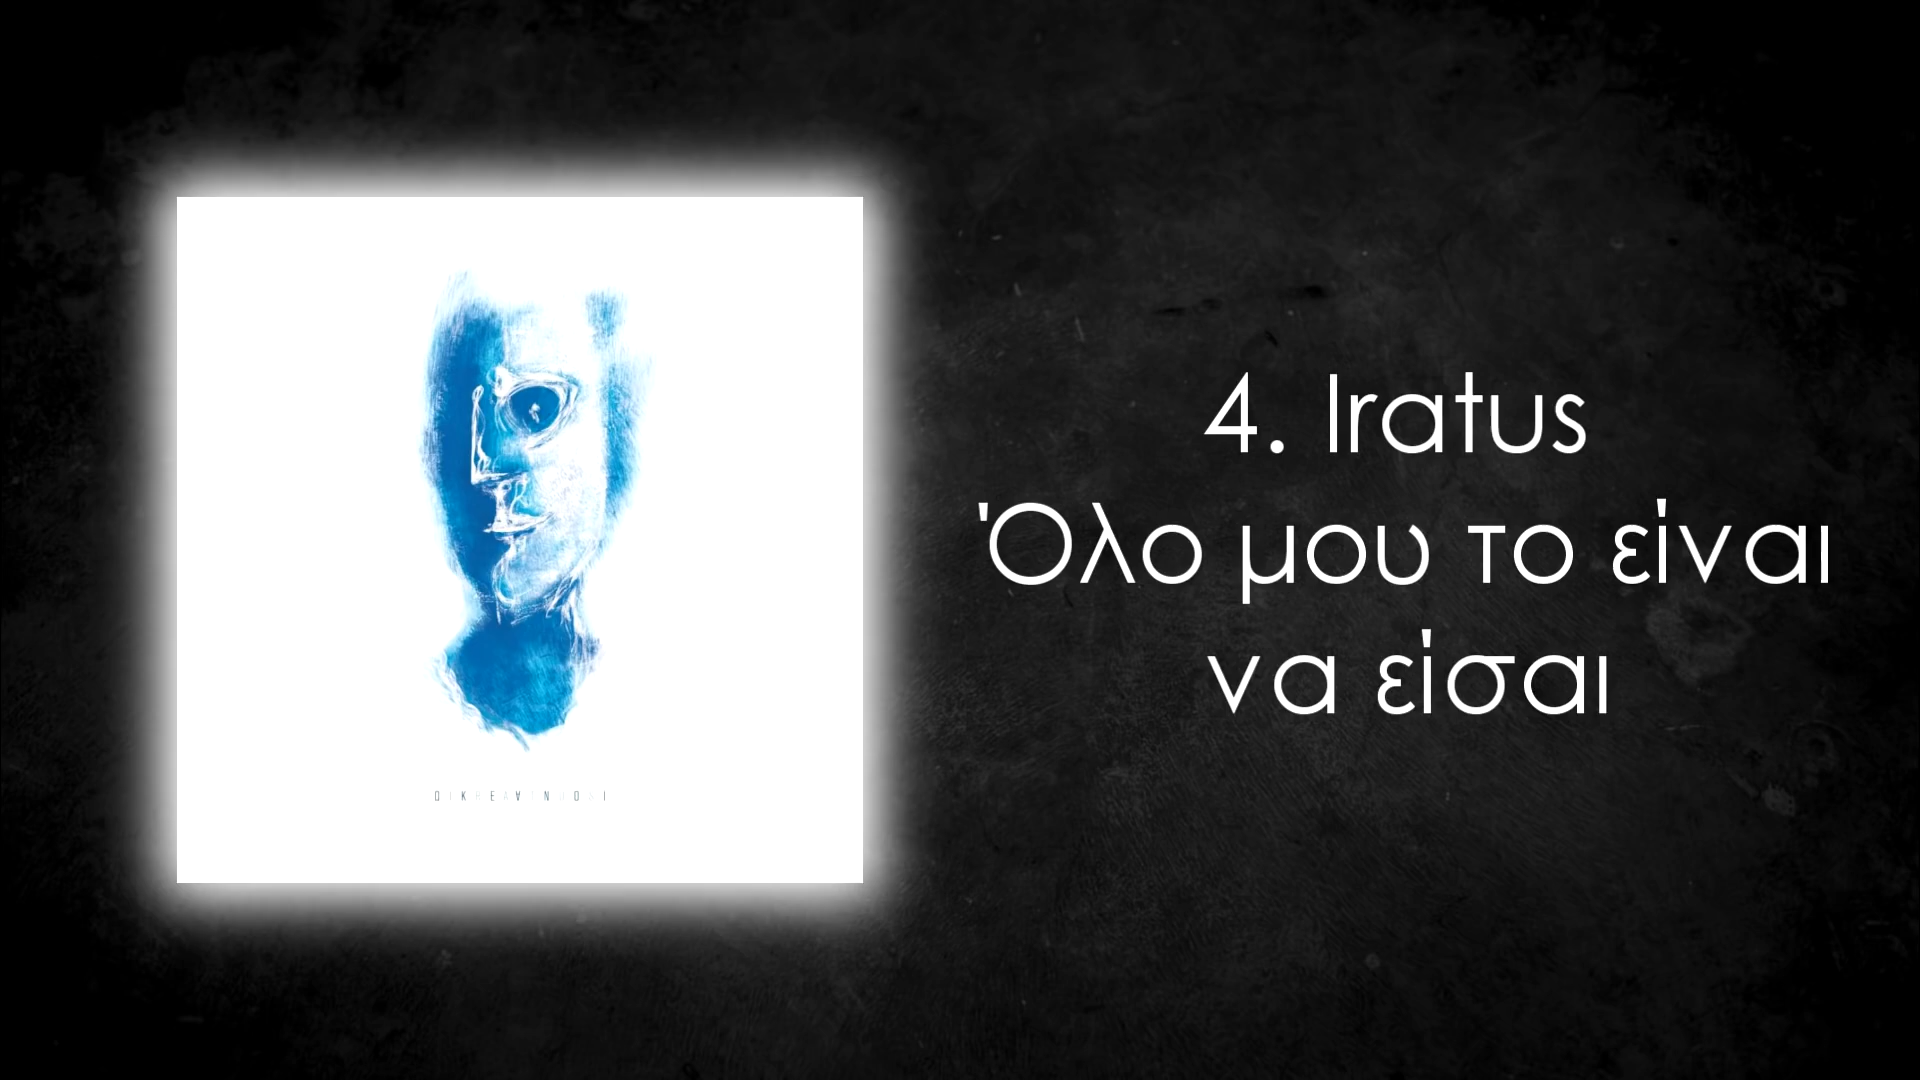 4. Iratus
Όλο μου το είναι
να είσαι